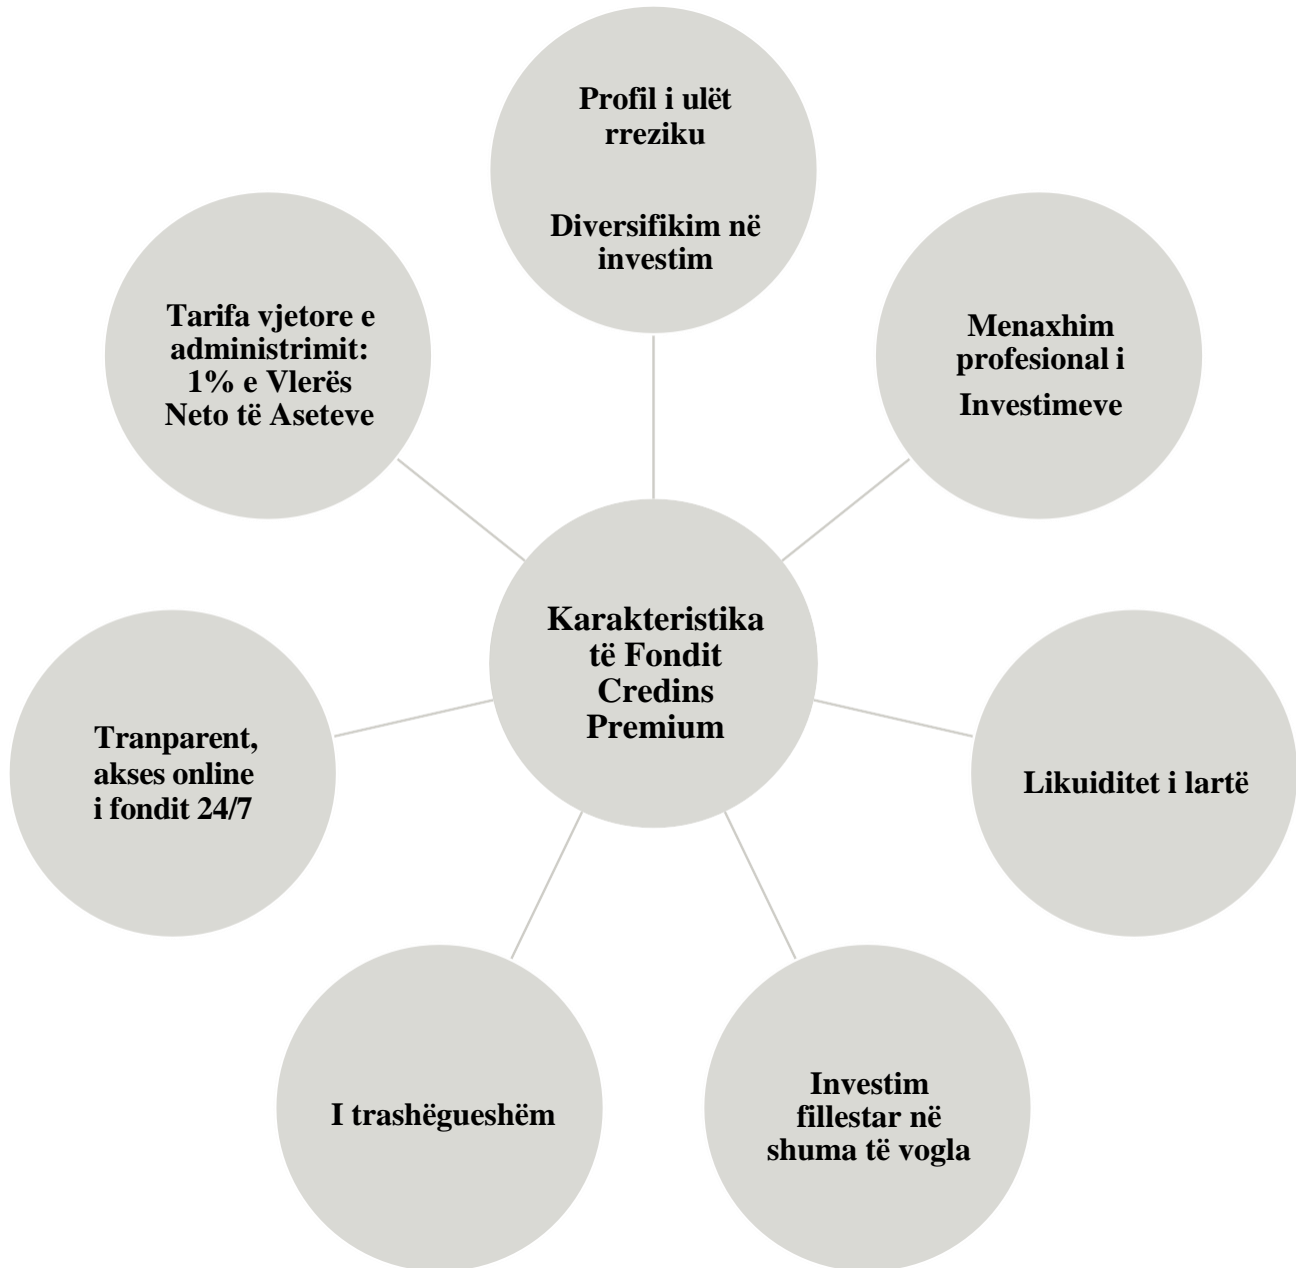 Profil i ulët
rreziku
Diversifikim në
investim
Menaxhim
profesional i
Investimeve
Likuiditet i lartë
Investim
fillestar në
shuma të vogla
I trashëgueshëm
Tranparent,
akses online
i fondit 24/7
Tarifa vjetore e
administrimit:
1% e Vlerës
Neto të Aseteve
Karakteristika
të Fondit
Credins
Premium